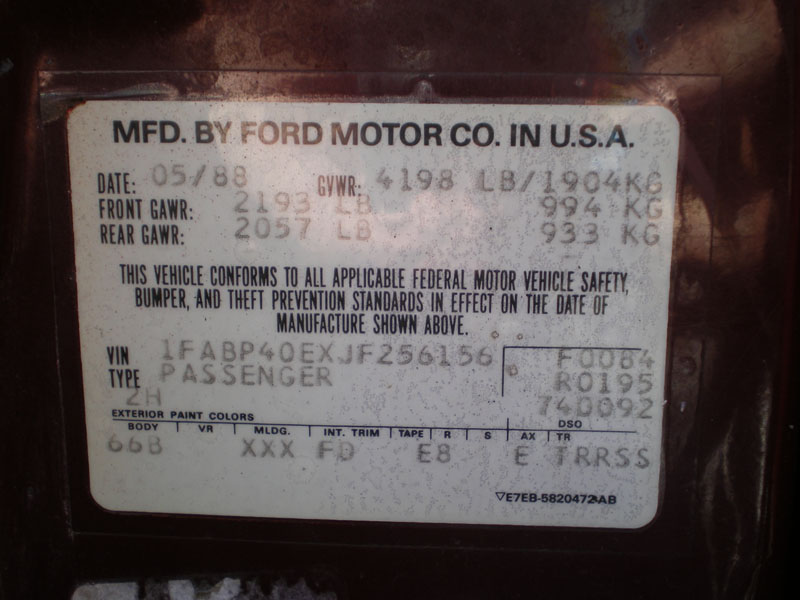 MFD. BY FORD MOTOR CO. IN U.S.A.
DATE: 05/88 GVWR: 4198 LB/1904KG
FRONT GAWR: 2193 LB 994 KG
REAR GAWR: 2057 LB 933 KG
THIS VEHICLE CONFORMS TO ALL APPLICABLE FEDERAL MOTOR VEHICLE SAFETY,
BUMPER, AND THEFT PREVENTION STANDARDS IN EFFECT ON THE DATE OF
MANUFACTURE SHOWN ABOVE.
VIN 1FABP40EXJF256156 F0084
TYPE PASSENGER R0195
2H 74D092
EXTERIOR PAINT COLORS DSO
BODY VR MLDG. INT. TRIM TAPE R S AX TR
66B XXX FD E8 E TRRSS
▽E7EB-5820472-AB